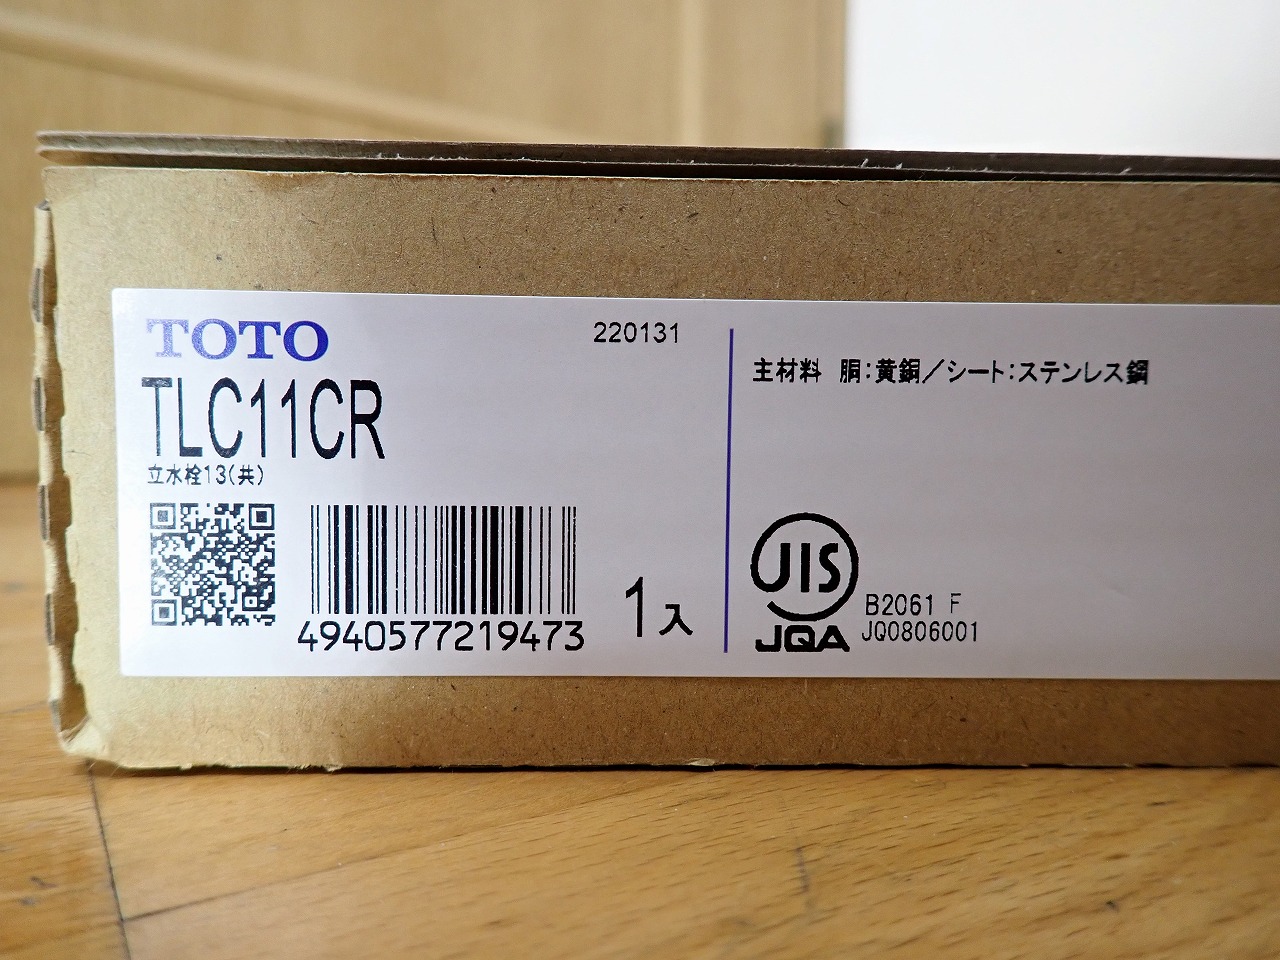 TOTO
220131
TLC11CR
立水栓13(共)
4940577219473
1入
主材料 胴:黄銅/シート:ステンレス鋼
JIS
JQA
B2061 F
JQ0806001